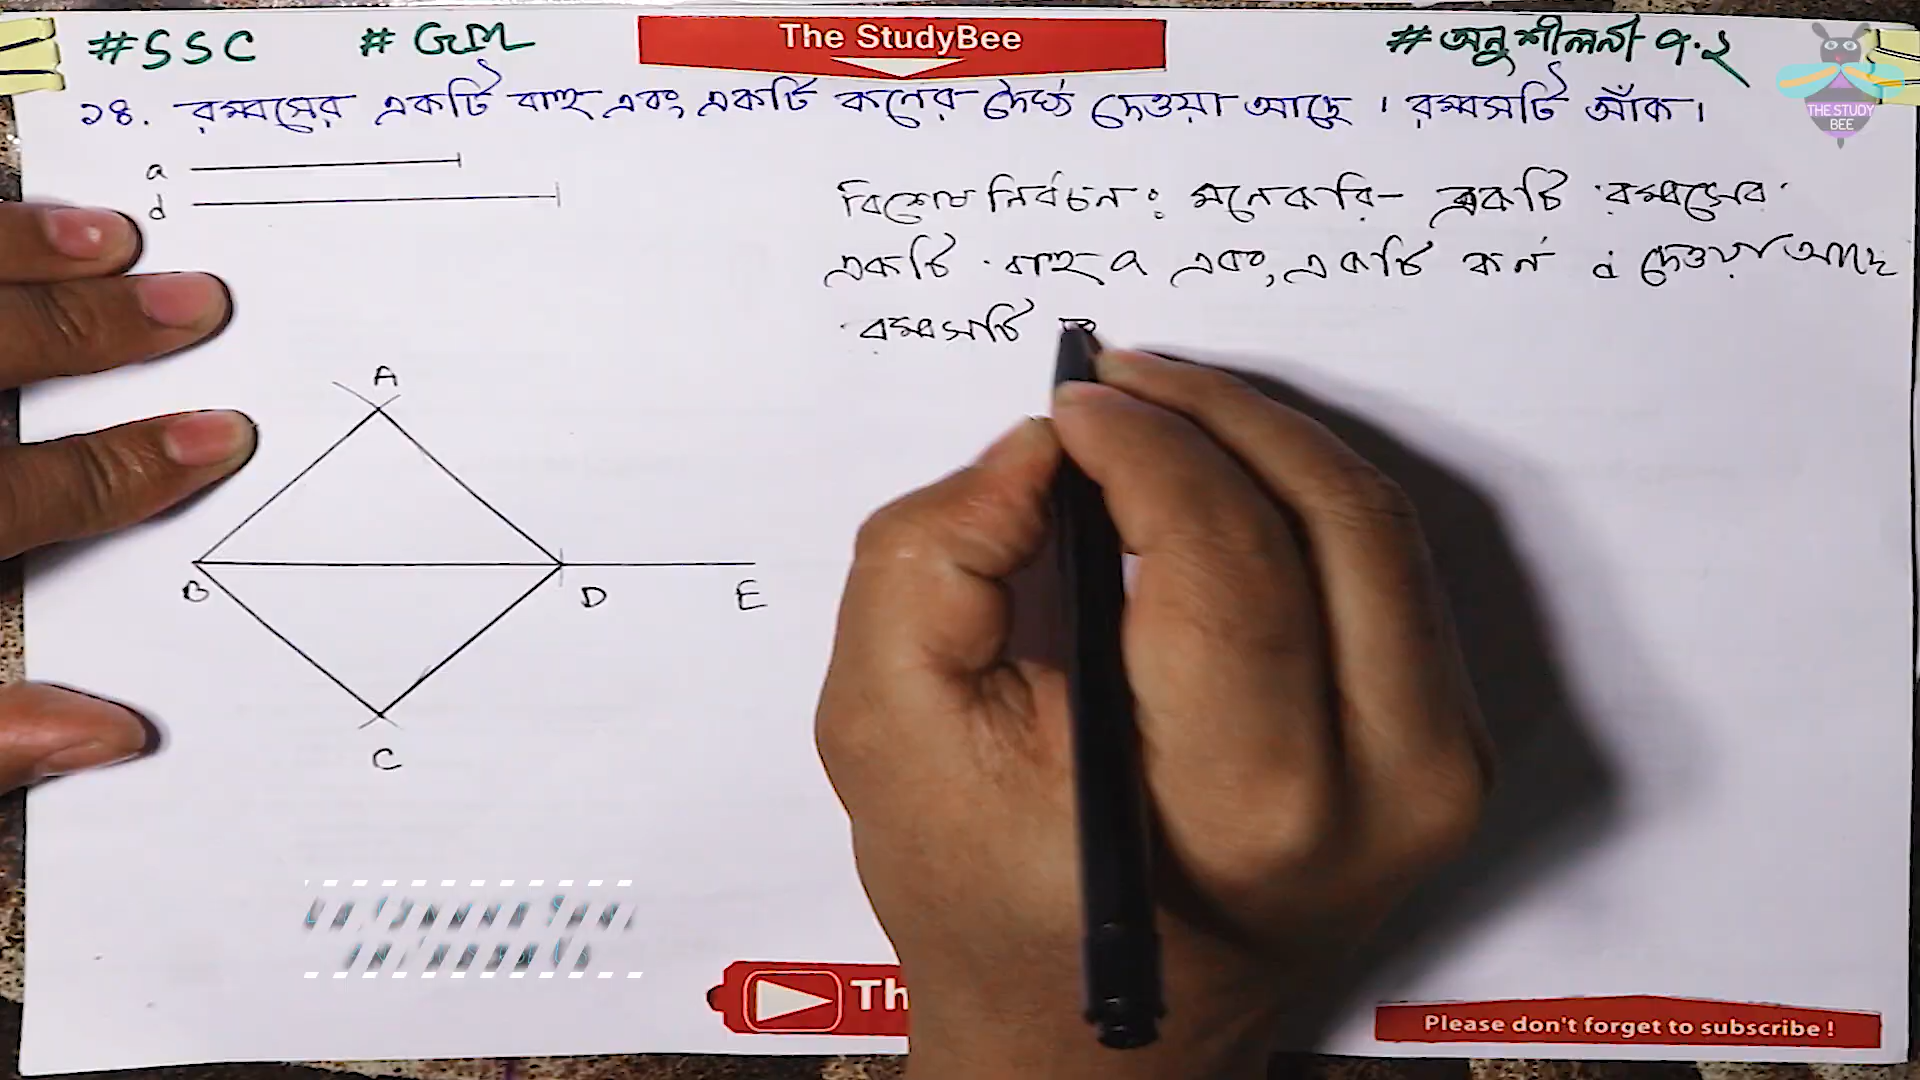 #SSC #GM The StudyBee #অনুশীলনী ৭.২
THE STUDY
BEE
১৪. রম্বসের একটি বাহু এবং একটি কর্ণের দৈর্ঘ্য দেওয়া আছে। রম্বসটি আঁক।
a
d
বিশেষ নির্বচন: মনেকরি- একটি রম্বসের
একটি বাহু a এবং একটি কর্ণ d দেওয়া আছে
রম্বসটি
A
B D E
C
Th
Please don't forget to subscribe !